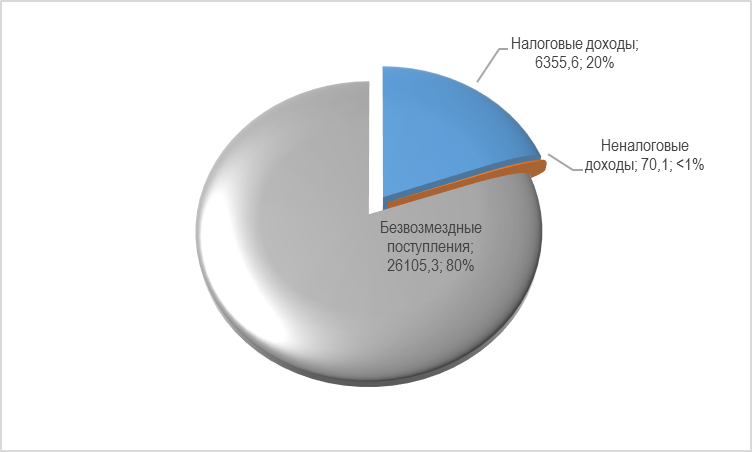 Налоговые доходы;
6355,6; 20%
Неналоговые
доходы; 70,1; <1%
Безвозмездные
поступления;
26105,3; 80%